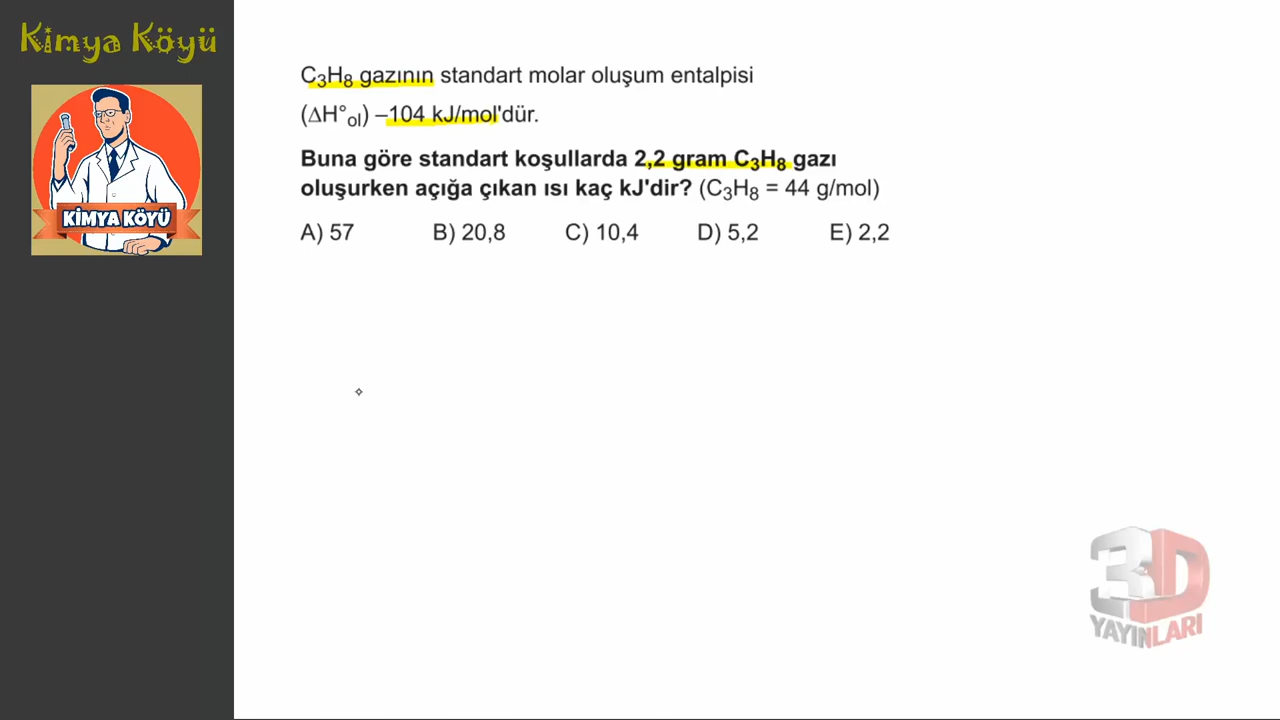 Kimya Köyü
KİMYA KÖYÜ
C₃H₈ gazının standart molar oluşum entalpisi
(ΔH°ₒₗ) –104 kJ/mol'dür.
Buna göre standart koşullarda 2,2 gram C₃H₈ gazı
oluşurken açığa çıkan ısı kaç kJ'dir? (C₃H₈ = 44 g/mol)
A) 57 B) 20,8 C) 10,4 D) 5,2 E) 2,2
3D
YAYINLARI